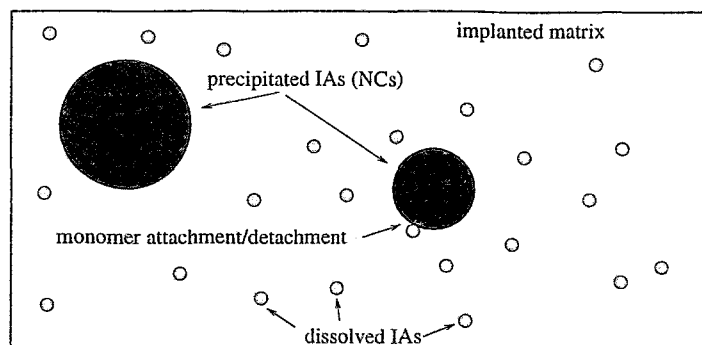 implanted matrix
precipitated IAs (NCs)
monomer attachment/detachment
dissolved IAs